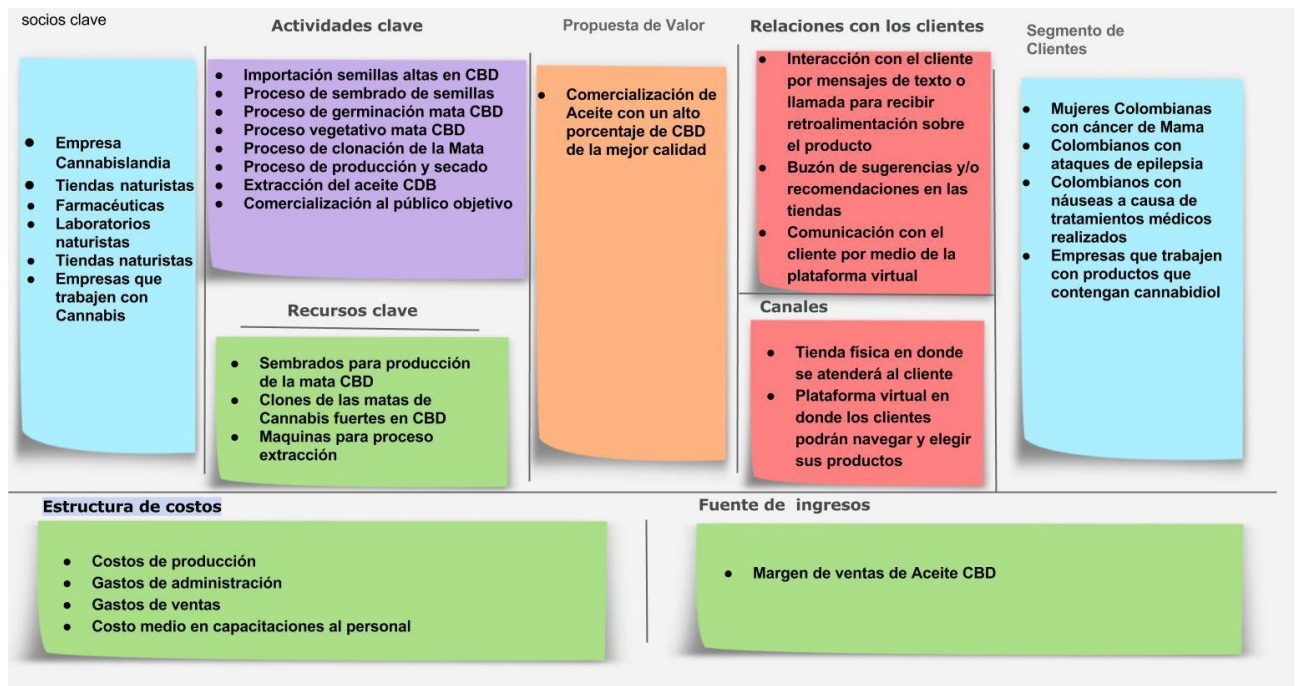 socios clave
Empresa
Cannabislandia
Tiendas naturistas
Farmacéuticas
Laboratorios
naturistas
Tiendas naturistas
Empresas que
trabajen con
Cannabis
Actividades clave
Importación semillas altas en CBD
Proceso de sembrado de semillas
Proceso de germinación mata CBD
Proceso vegetativo mata CBD
Proceso de clonación de la Mata
Proceso de producción y secado
Extracción del aceite CDB
Comercialización al público objetivo
Recursos clave
Sembrados para producción
de la mata CBD
Clones de las matas de
Cannabis fuertes en CBD
Maquinas para proceso
extracción
Propuesta de Valor
Comercialización de
Aceite con un alto
porcentaje de CBD
de la mejor calidad
Relaciones con los clientes
Interacción con el cliente
por mensajes de texto o
llamada para recibir
retroalimentación sobre
el producto
Buzón de sugerencias y/o
recomendaciones en las
tiendas
Comunicación con el
cliente por medio de la
plataforma virtual
Canales
Tienda física en donde
se atenderá al cliente
Plataforma virtual en
donde los clientes
podrán navegar y elegir
sus productos
Segmento de
Clientes
Mujeres Colombianas
con cáncer de Mama
Colombianos con
ataques de epilepsia
Colombianos con
náuseas a causa de
tratamientos médicos
realizados
Empresas que trabajen
con productos que
contengan cannabidiol
Estructura de costos
Costos de producción
Gastos de administración
Gastos de ventas
Costo medio en capacitaciones al personal
Fuente de ingresos
Margen de ventas de Aceite CBD